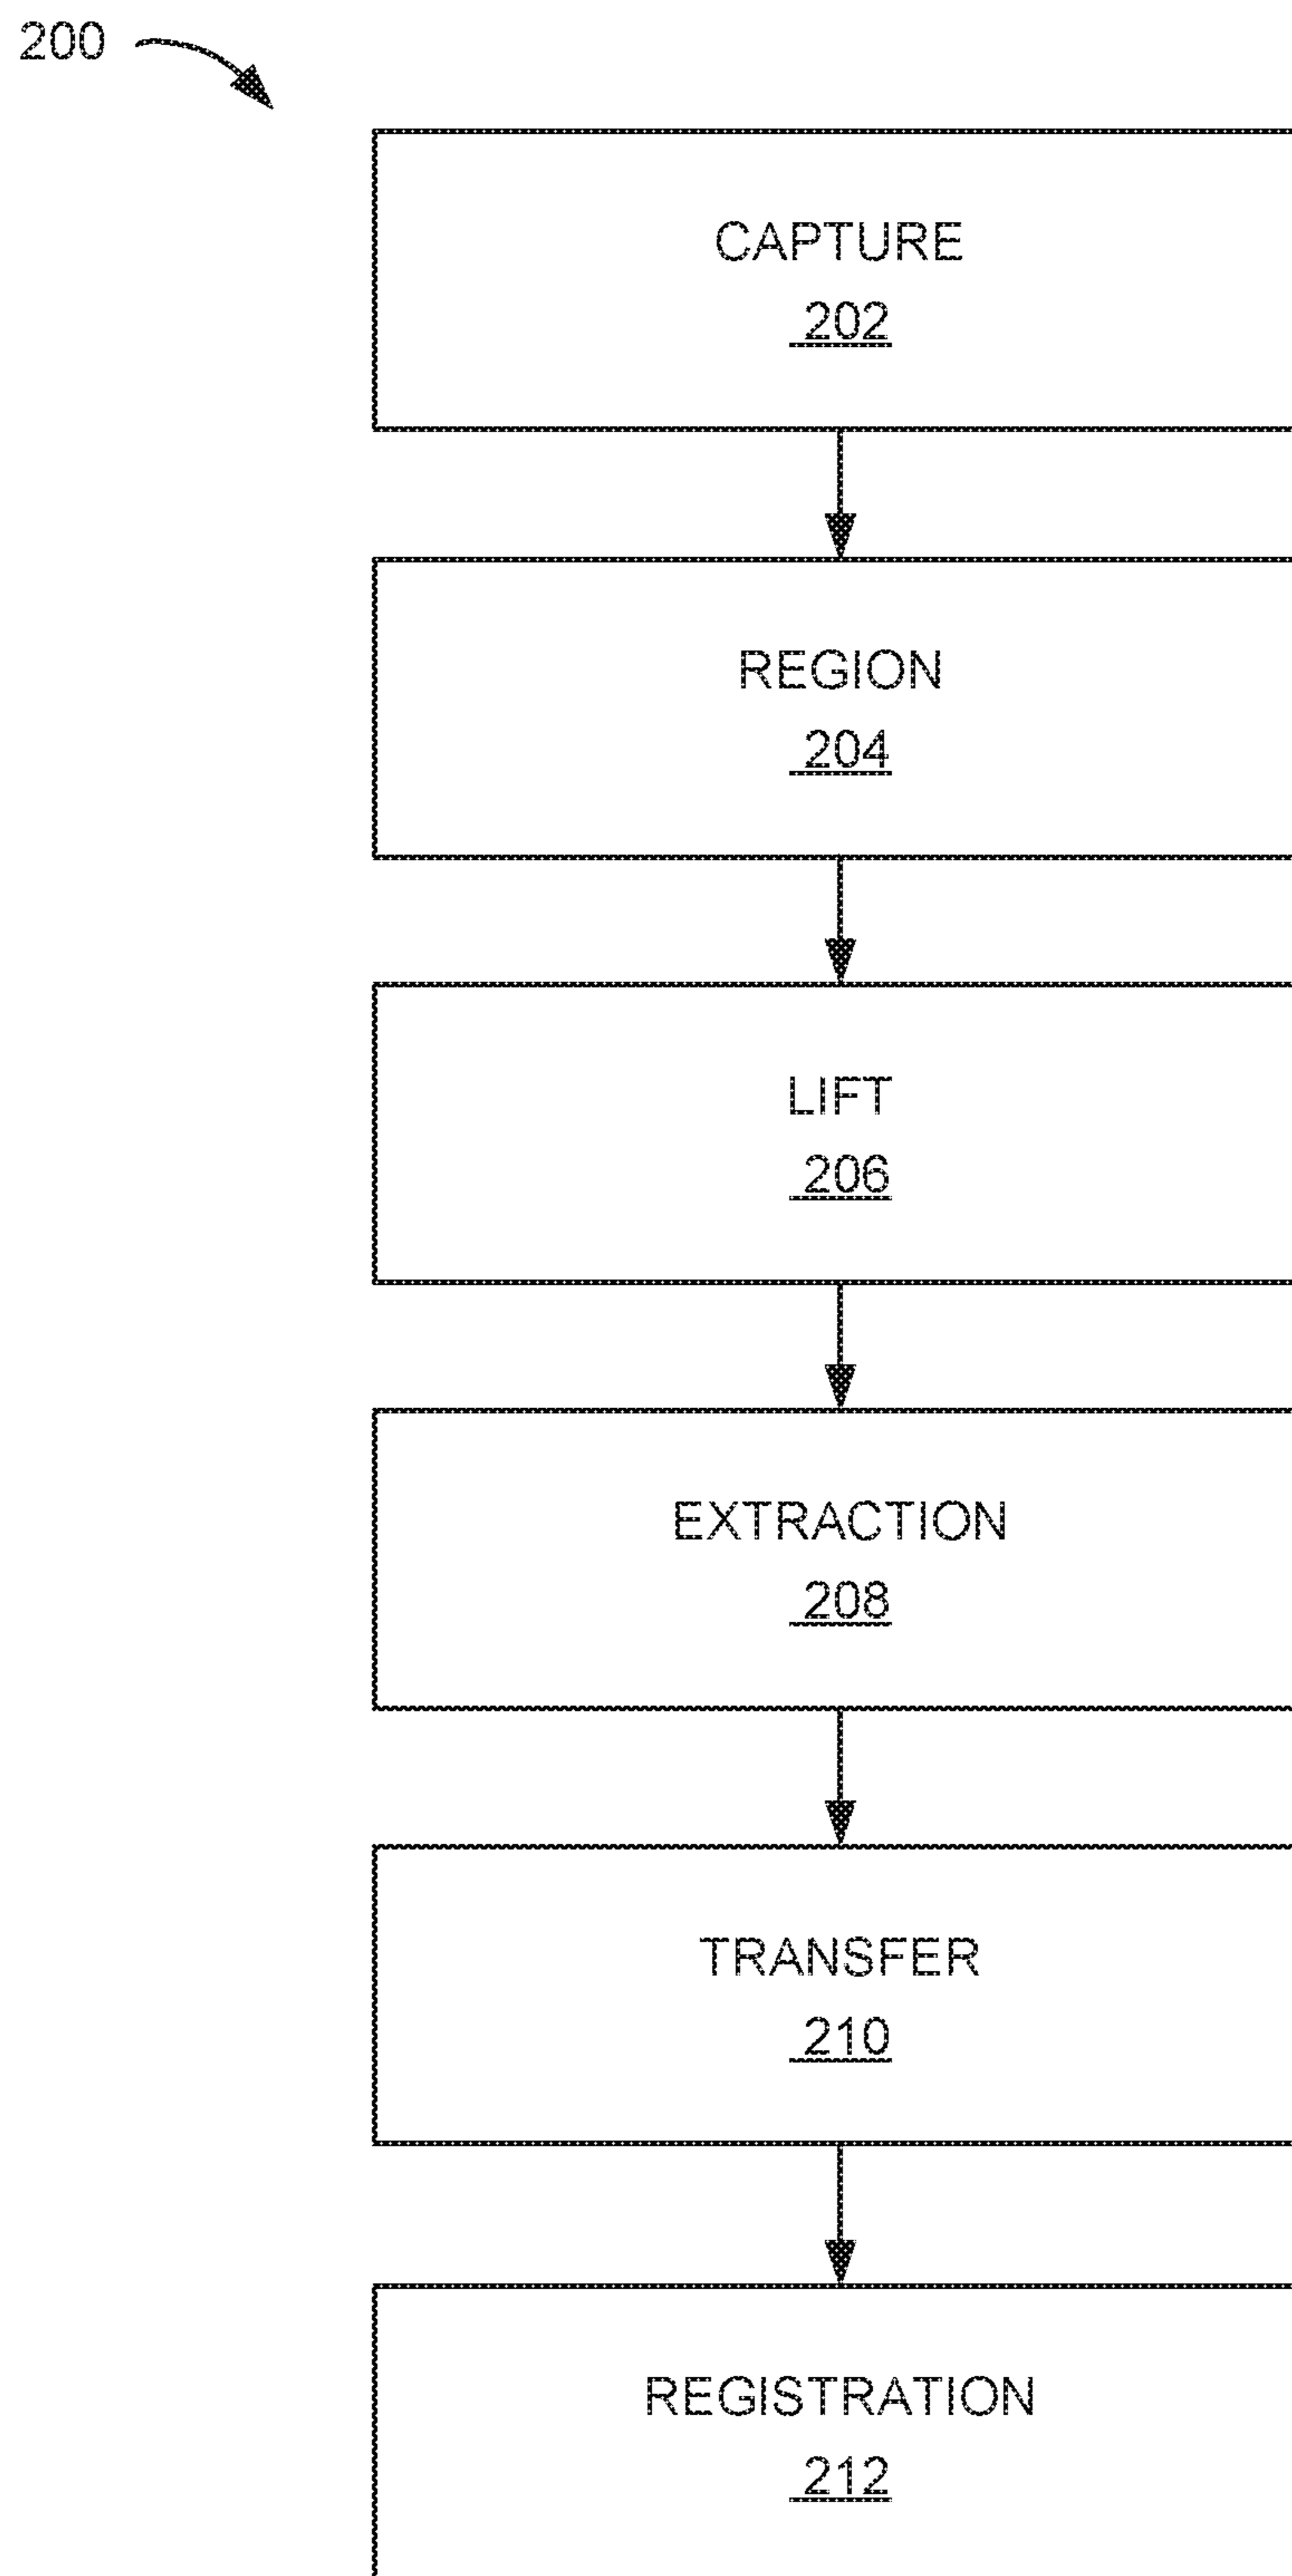 200
CAPTURE
202
REGION
204
LIFT
206
EXTRACTION
208
TRANSFER
210
REGISTRATION
212